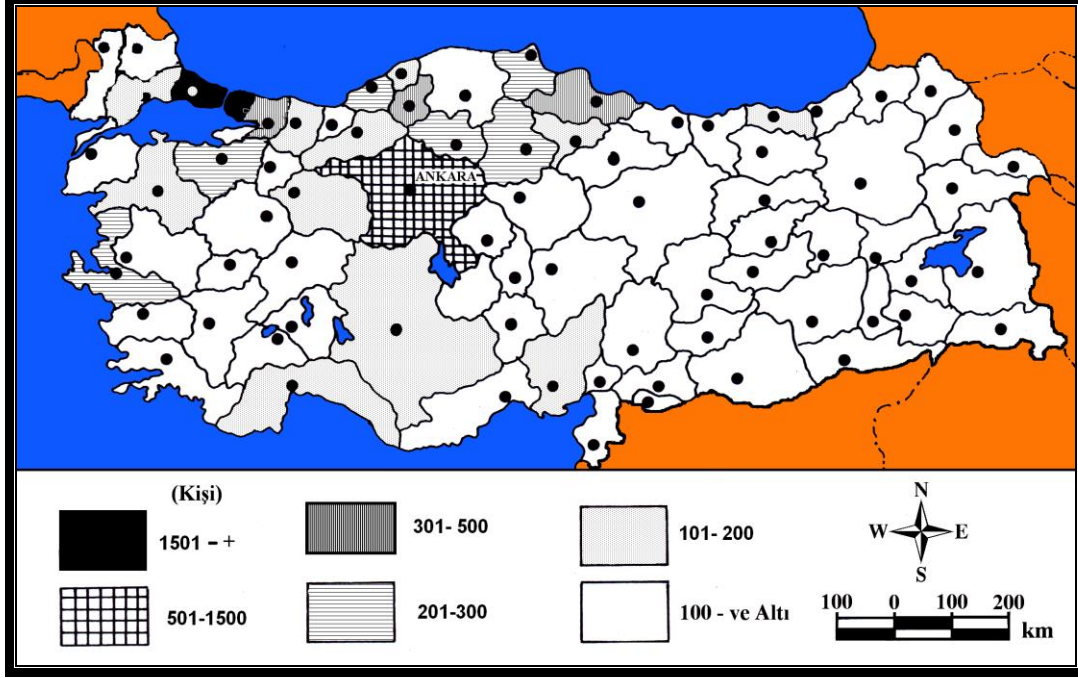 ANKARA
(Kişi)
1501 - +
301- 500
101- 200
501-1500
201-300
100 - ve Altı
N
W E
S
100 0 100 200
km